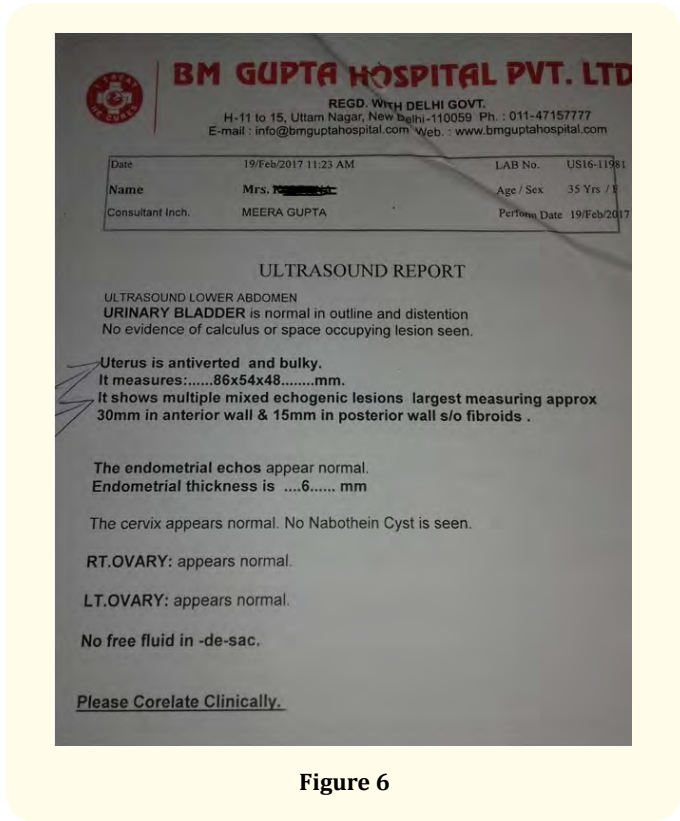 BM GUPTA HOSPITAL PVT. LTD
REGD. WITH DELHI GOVT.
H-11 to 15, Uttam Nagar, New Delhi-110059 Ph. : 011-47157777
E-mail : info@bmguptahospital.com Web. : www.bmguptahospital.com
Date 19/Feb/2017 11:23 AM LAB No. US16-11981
Name Mrs. Age / Sex 35 Yrs / F
Consultant Inch. MEERA GUPTA Perform Date 19/Feb/2017
ULTRASOUND REPORT
ULTRASOUND LOWER ABDOMEN
URINARY BLADDER is normal in outline and distention
No evidence of calculus or space occupying lesion seen.
Uterus is antiverted and bulky.
It measures:......86x54x48........mm.
It shows multiple mixed echogenic lesions largest measuring approx
30mm in anterior wall & 15mm in posterior wall s/o fibroids .
The endometrial echos appear normal.
Endometrial thickness is ....6...... mm
The cervix appears normal. No Nabothein Cyst is seen.
RT.OVARY: appears normal.
LT.OVARY: appears normal.
No free fluid in -de-sac.
Please Corelate Clinically.
Figure 6